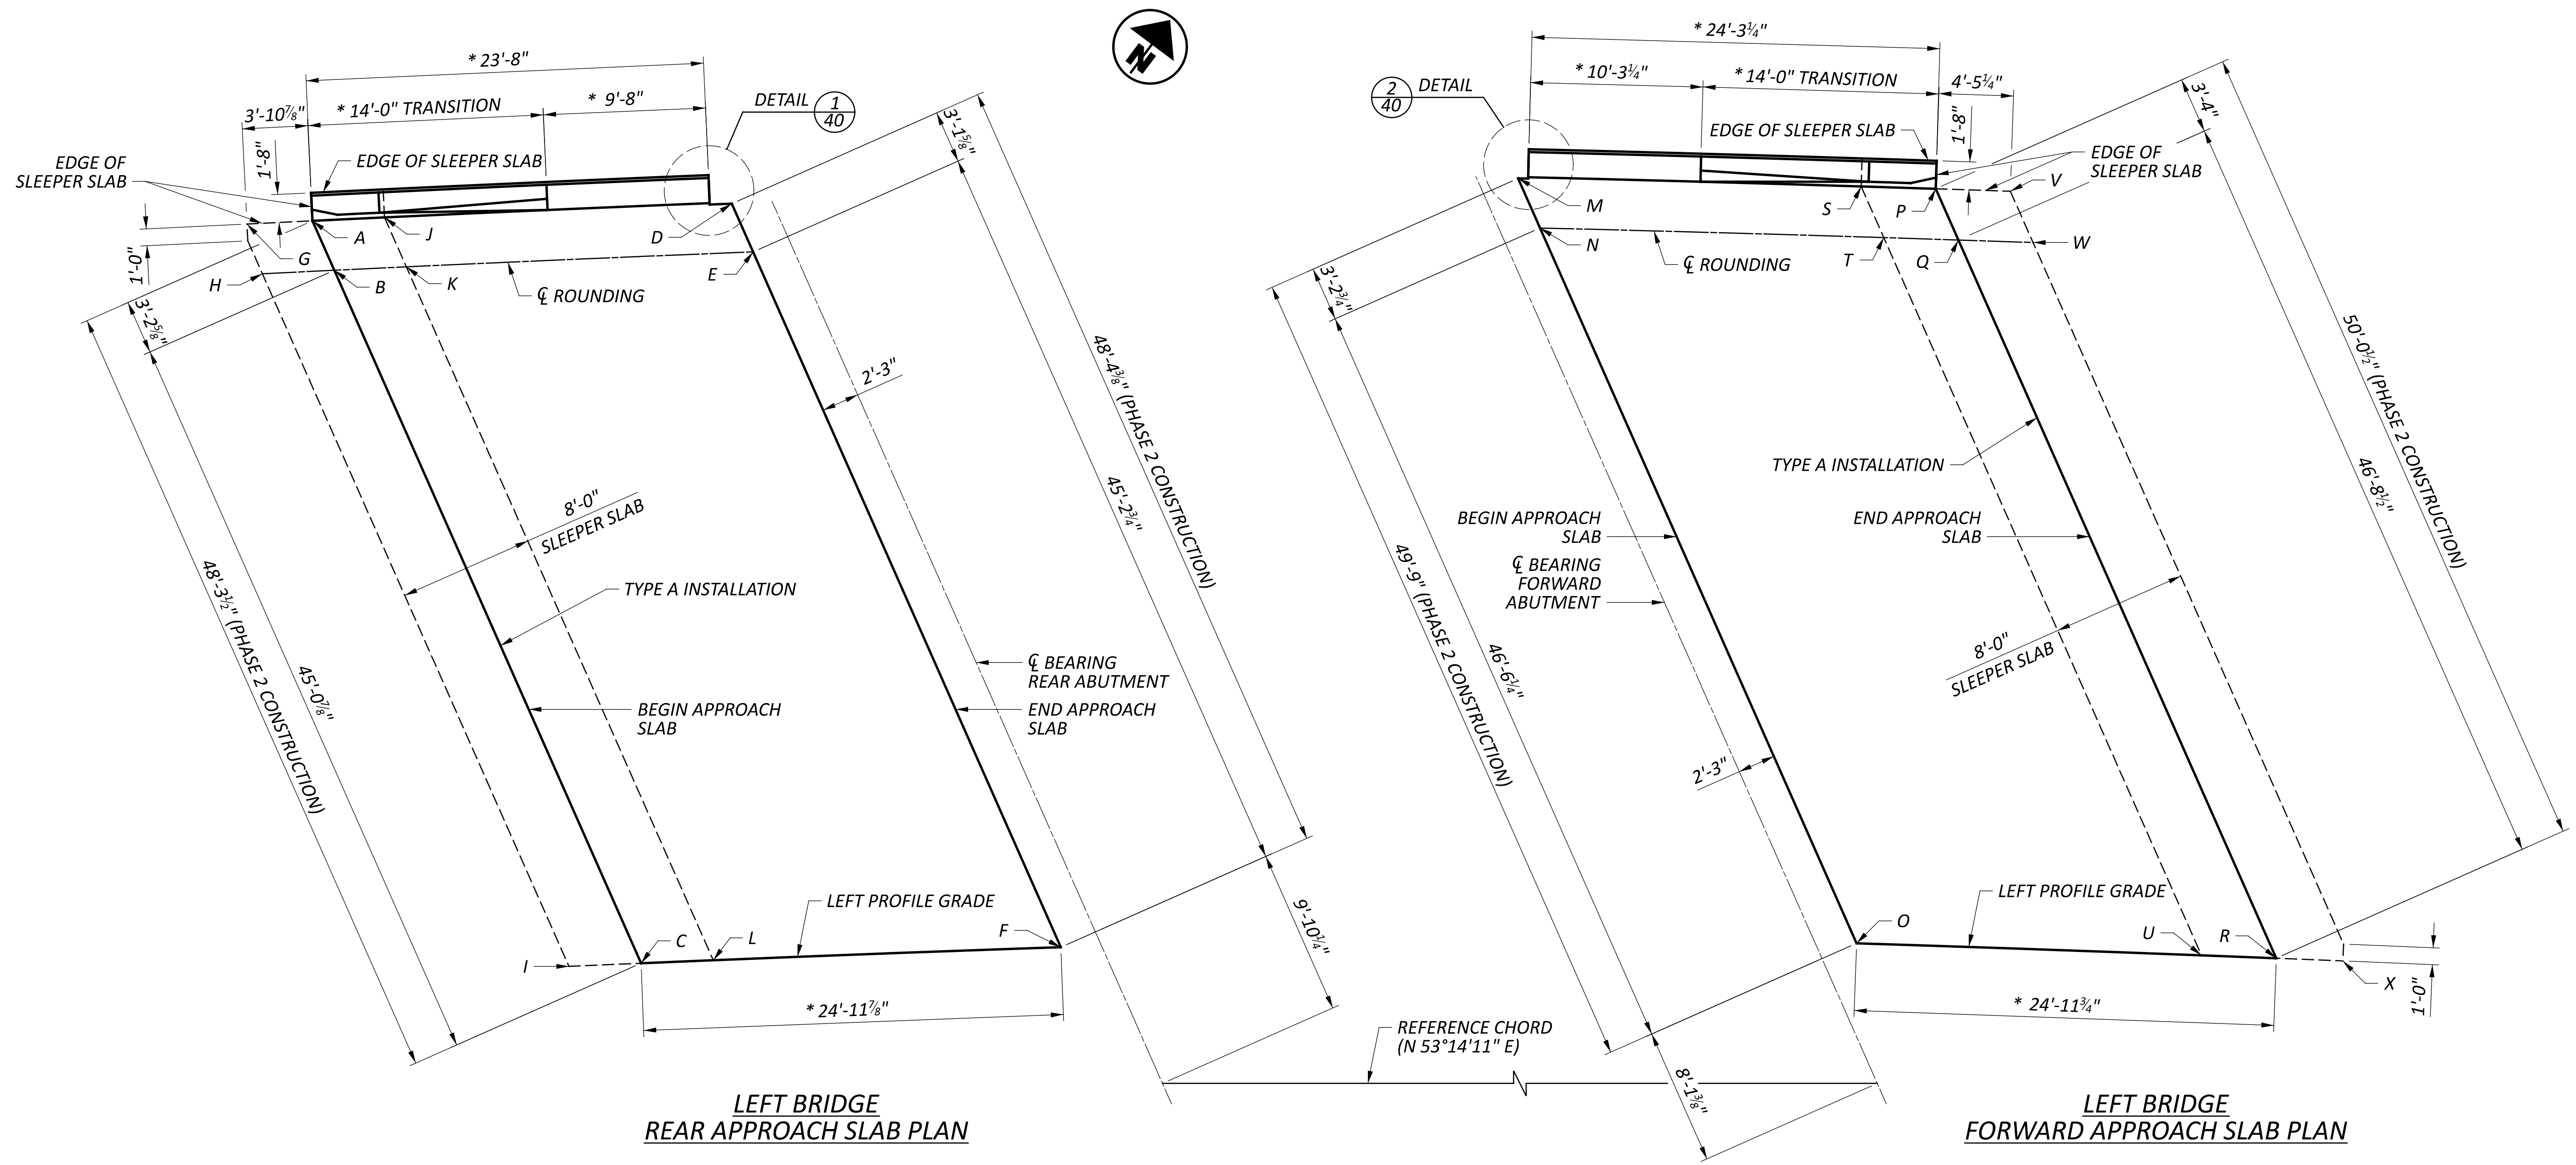 N
* 23'-8"
3'-10⅞"
* 14'-0" TRANSITION
* 9'-8"
1'-8"
EDGE OF
SLEEPER SLAB
EDGE OF SLEEPER SLAB
DETAIL
1
40
3'-1⅝"
1'-0"
G
A
J
D
H
B
K
E
℄ ROUNDING
3'-2⅝"
2'-3"
48'-4⅜" (PHASE 2 CONSTRUCTION)
45'-2¾"
8'-0"
SLEEPER SLAB
TYPE A INSTALLATION
48'-3½" (PHASE 2 CONSTRUCTION)
45'-0⅞"
℄ BEARING
REAR ABUTMENT
BEGIN APPROACH
SLAB
END APPROACH
SLAB
LEFT PROFILE GRADE
I
C
L
F
9'-10¼"
* 24'-11⅞"
LEFT BRIDGE
REAR APPROACH SLAB PLAN
REFERENCE CHORD
(N 53°14'11" E)
* 24'-3¼"
* 10'-3¼"
* 14'-0" TRANSITION
4'-5¼"
2
40
DETAIL
EDGE OF SLEEPER SLAB
1'-8"
3'-4"
EDGE OF
SLEEPER SLAB
M
S
P
V
N
T
Q
W
℄ ROUNDING
3'-2¾"
50'-0½" (PHASE 2 CONSTRUCTION)
46'-8½"
TYPE A INSTALLATION
BEGIN APPROACH
SLAB
END APPROACH
SLAB
℄ BEARING
FORWARD
ABUTMENT
49'-9" (PHASE 2 CONSTRUCTION)
46'-6¼"
8'-0"
SLEEPER SLAB
2'-3"
LEFT PROFILE GRADE
O
U
R
X
1'-0"
* 24'-11¾"
8'-1⅜"
LEFT BRIDGE
FORWARD APPROACH SLAB PLAN